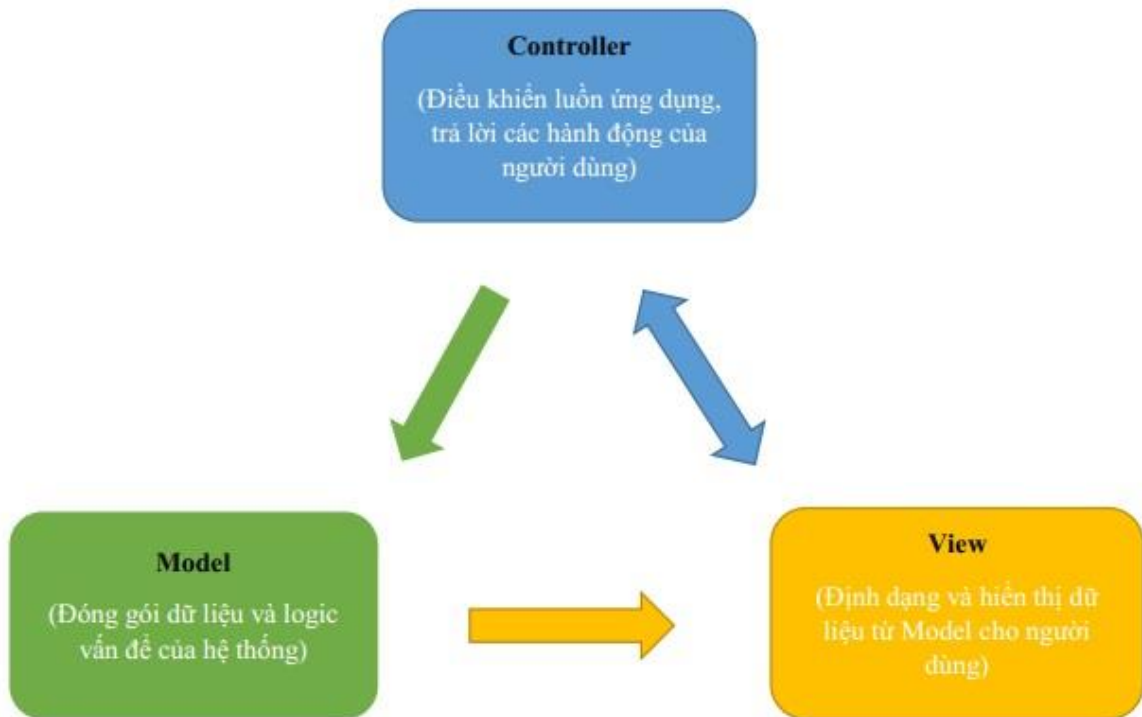 Controller
(Điều khiển luồn ứng dụng,
trả lời các hành động của
người dùng)
Model
(Đóng gói dữ liệu và logic
vấn đề của hệ thống)
View
(Định dạng và hiển thị dữ
liệu từ Model cho người
dùng)